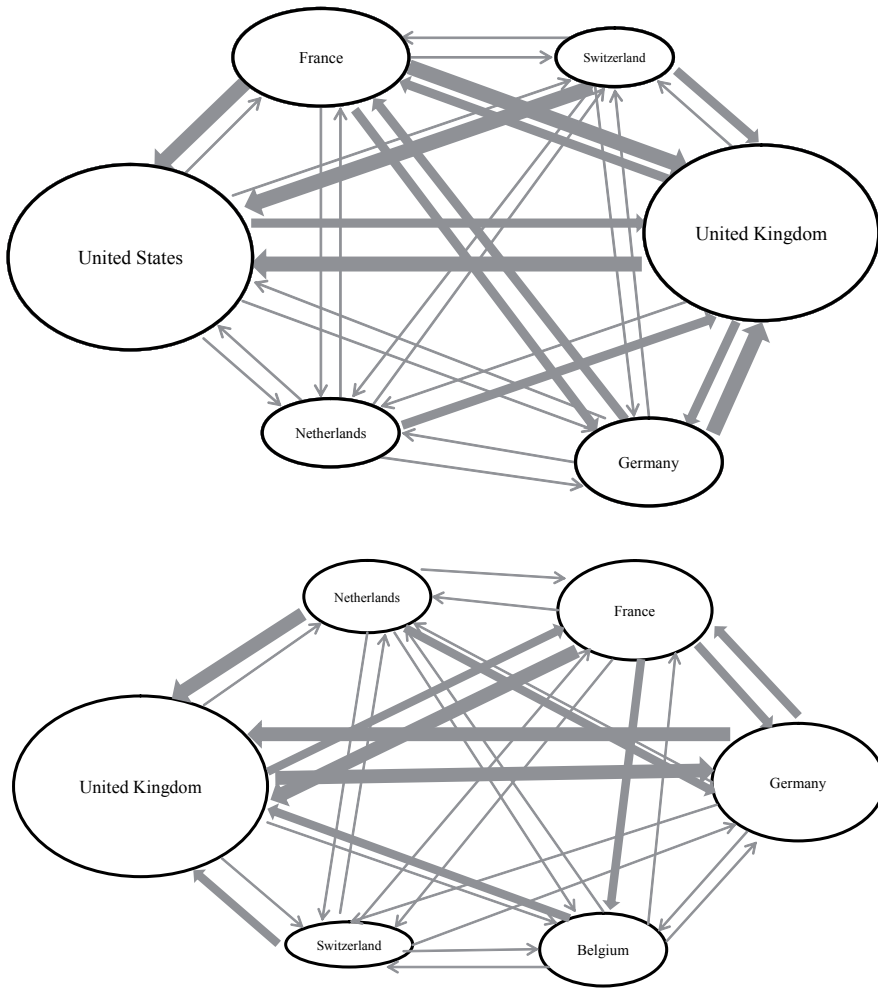 France
Switzerland
United Kingdom
United States
Netherlands
Germany
Netherlands
France
Germany
United Kingdom
Switzerland
Belgium